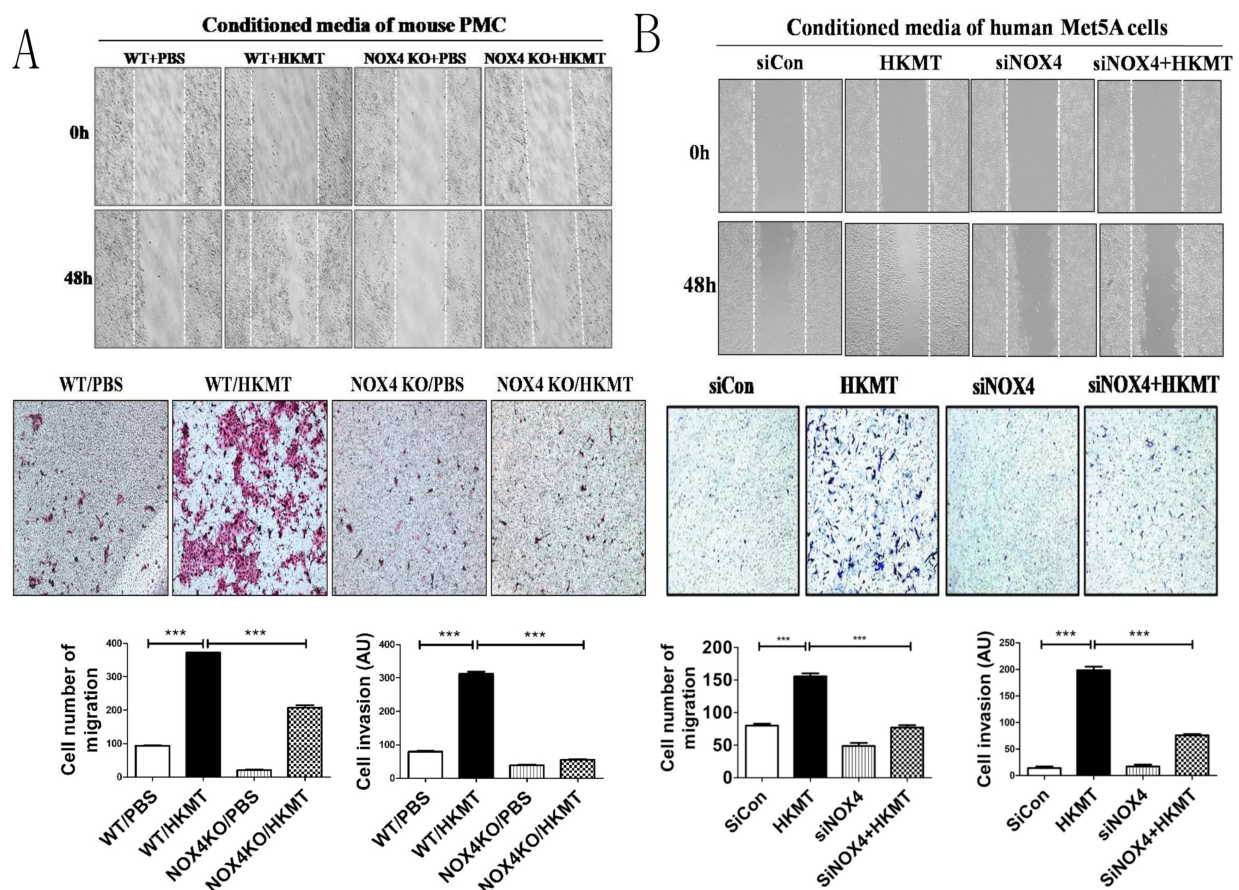 A
Conditioned media of mouse PMC
WT+PBS WT+HKMT NOX4 KO+PBS NOX4 KO+HKMT
0h
48h
WT/PBS WT/HKMT NOX4 KO/PBS NOX4 KO/HKMT
*** ***
Cell number of
migration
400
300
200
100
0
WT/PBS
WT/HKMT
NOX4KO/PBS
NOX4KO/HKMT
*** ***
Cell invasion (AU)
400
300
200
100
0
WT/PBS
WT/HKMT
NOX4KO/PBS
NOX4KO/HKMT
B
Conditioned media of human Met5A cells
siCon HKMT siNOX4 siNOX4+HKMT
0h
48h
siCon HKMT siNOX4 siNOX4+HKMT
*** ***
Cell number of
migration
150
100
50
0
SiCon
HKMT
siNOX4
SiNOX4+HKMT
*** ***
Cell invasion (AU)
250
200
150
100
50
0
SiCon
HKMT
siNOX4
SiNOX4+HKMT